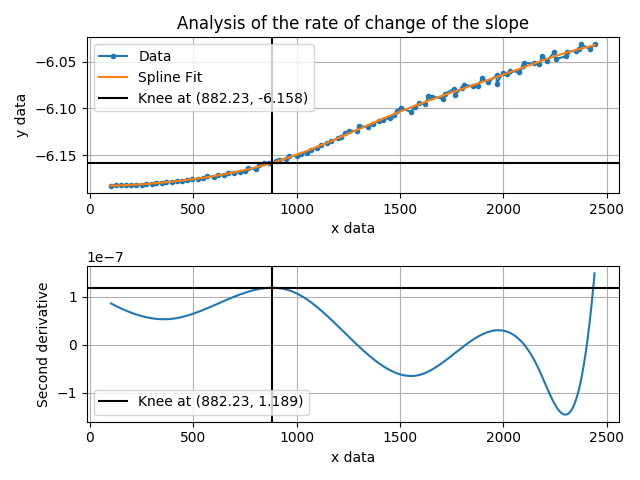 Analysis of the rate of change of the slope
Data
Spline Fit
Knee at (882.23, -6.158)
y data
−6.05
−6.10
−6.15
0 500 1000 1500 2000 2500
x data
1e−7
Second derivative
1
0
−1
Knee at (882.23, 1.189)
0 500 1000 1500 2000 2500
x data